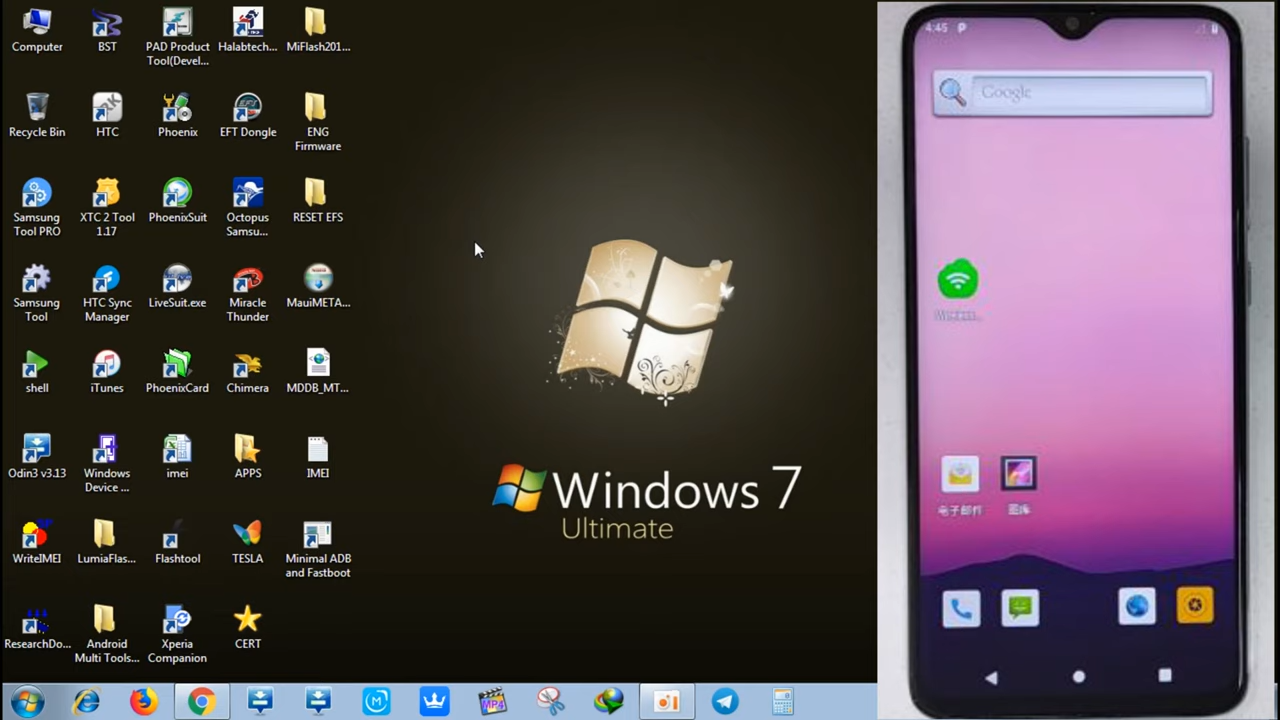 Computer
BST
PAD Product
Tool(Devel...
Halabtech...
MiFlash201...
Recycle Bin
HTC
Phoenix
EFT Dongle
ENG
Firmware
Samsung
Tool PRO
XTC 2 Tool
1.17
PhoenixSuit
Octopus
Samsu...
RESET EFS
Samsung
Tool
HTC Sync
Manager
LiveSuit.exe
Miracle
Thunder
MauiMETA...
shell
iTunes
PhoenixCard
Chimera
MDDB_MT...
Odin3 v3.13
Windows
Device ...
imei
APPS
IMEI
WriteIMEI
LumiaFlas...
Flashtool
TESLA
Minimal ADB
and Fastboot
ResearchDo...
Android
Multi Tools...
Xperia
Companion
CERT
Windows 7
Ultimate
4:45
Google
电子邮件
图库